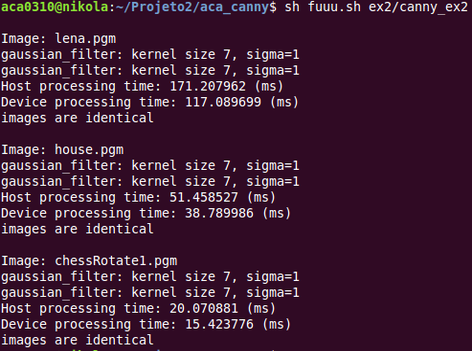 aca0310@nikola:~/Projeto2/aca_canny$ sh fuuu.sh ex2/canny_ex2
Image: lena.pgm
gaussian_filter: kernel size 7, sigma=1
gaussian_filter: kernel size 7, sigma=1
Host processing time: 171.207962 (ms)
Device processing time: 117.089699 (ms)
images are identical
Image: house.pgm
gaussian_filter: kernel size 7, sigma=1
gaussian_filter: kernel size 7, sigma=1
Host processing time: 51.458527 (ms)
Device processing time: 38.789986 (ms)
images are identical
Image: chessRotate1.pgm
gaussian_filter: kernel size 7, sigma=1
gaussian_filter: kernel size 7, sigma=1
Host processing time: 20.070881 (ms)
Device processing time: 15.423776 (ms)
images are identical